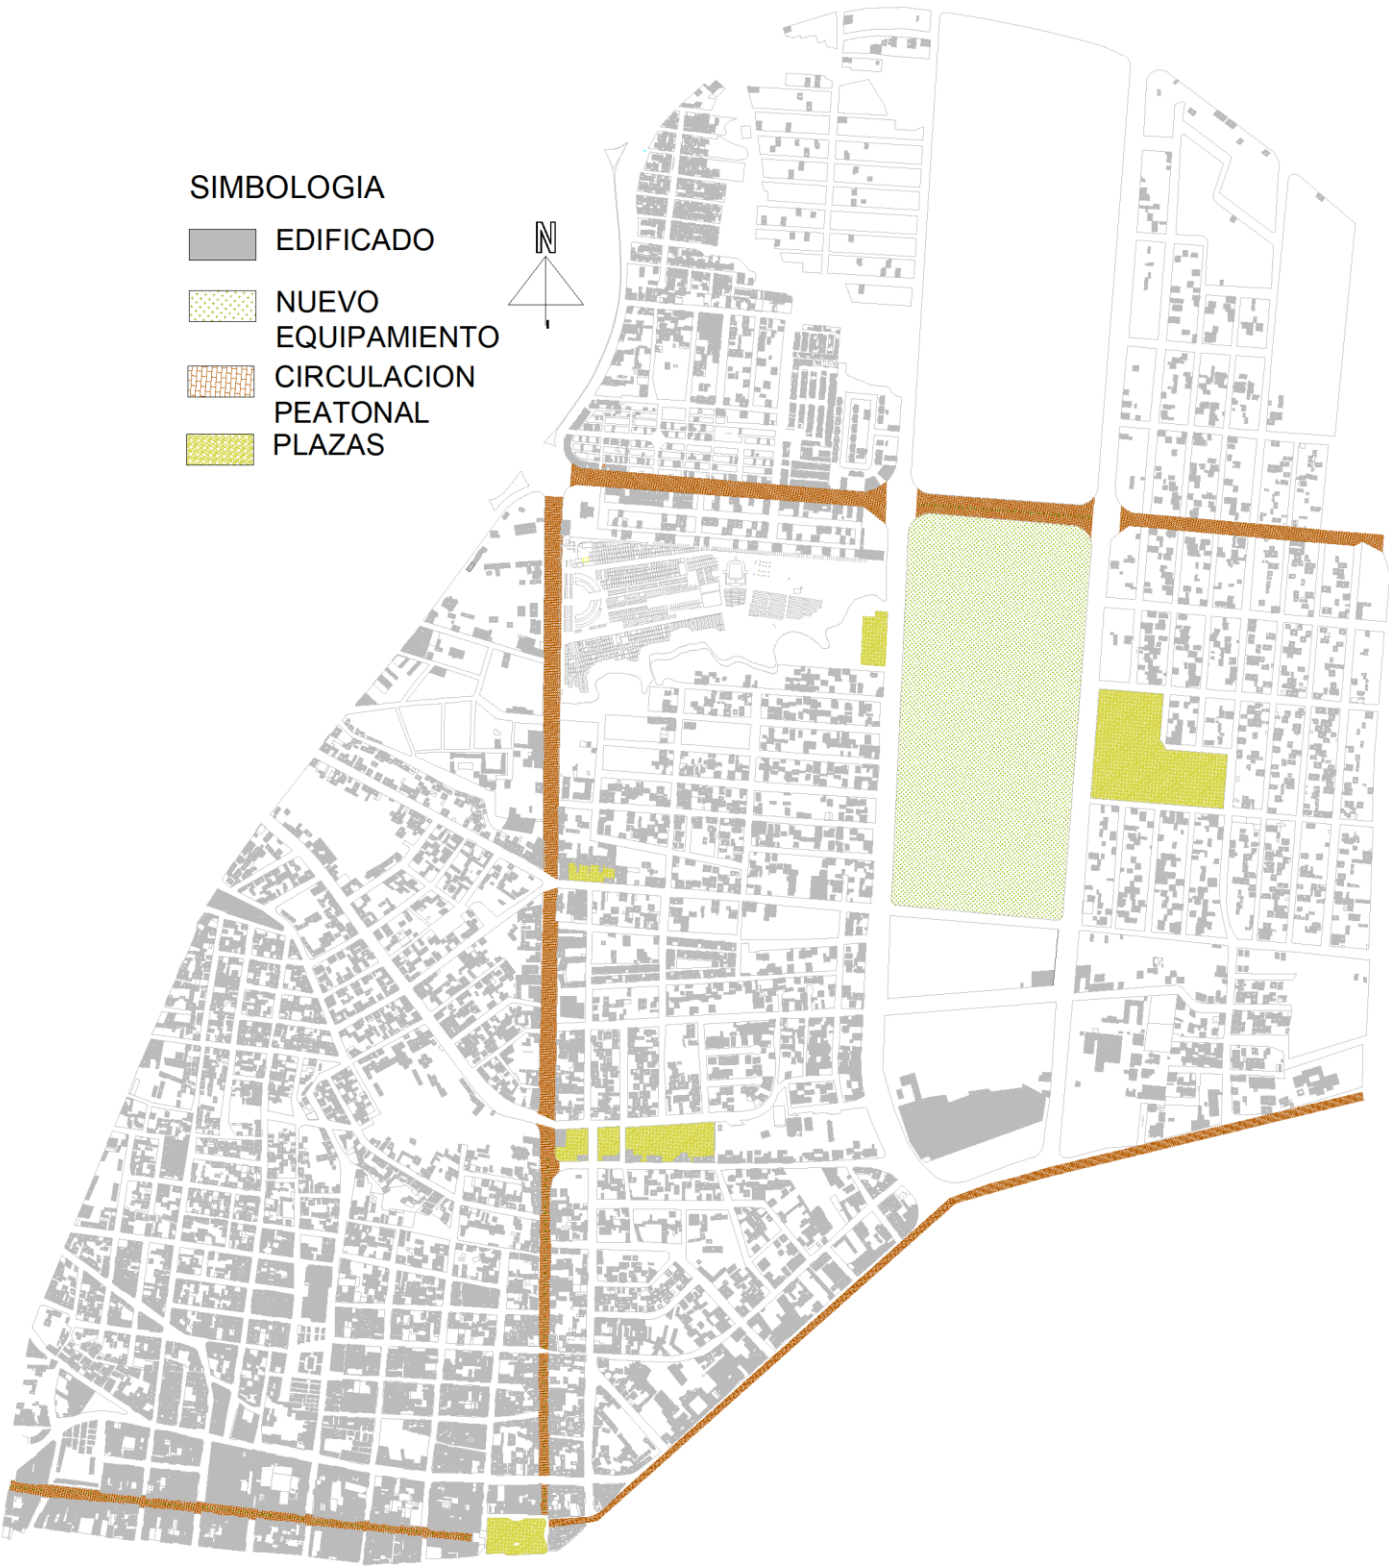 SIMBOLOGIA
N
EDIFICADO
NUEVO
EQUIPAMIENTO
CIRCULACION
PEATONAL
PLAZAS